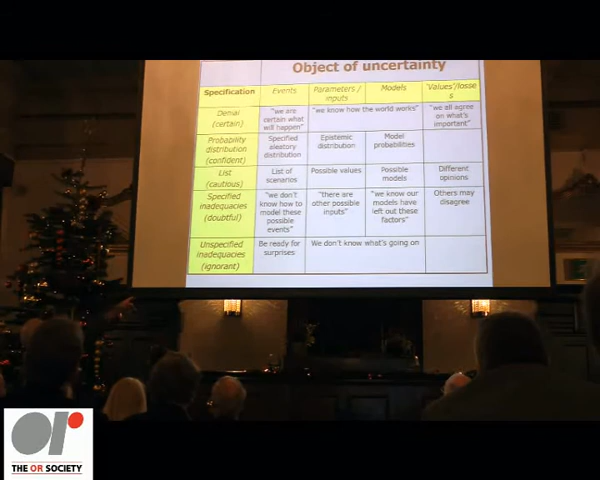 Object of uncertainty
Specification
Events
Parameters /
inputs
Models
'Values'/losse
s
Denial
(certain)
"we are
certain what
will happen"
"we know how the world works"
"we all agree
on what's
important"
Probability
distribution
(confident)
Specified
aleatory
distribution
Epistemic
distribution
Model
probabilities
List
(cautious)
List of
scenarios
Possible values
Possible
models
Different
opinions
Specified
inadequacies
(doubtful)
"we don't
know how to
model these
possible
events"
"there are
other possible
inputs"
"we know our
models have
left out these
factors"
Others may
disagree
Unspecified
inadequacies
(ignorant)
Be ready for
surprises
We don't know what's going on
or
THE OR SOCIETY